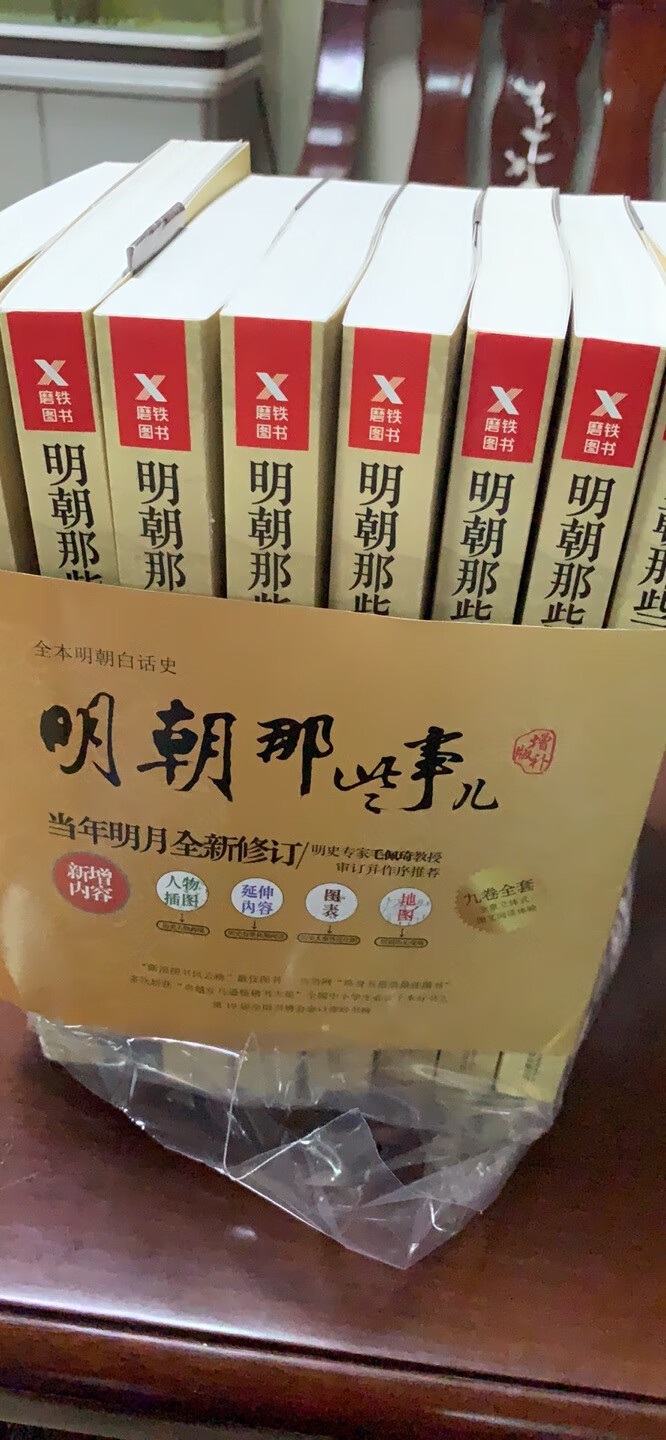 磨铁
图书
明朝那些
磨铁
图书
明朝那
磨铁
图书
明朝那些
磨铁
图书
明朝那些
磨铁
图书
明朝那些
磨铁
图书
明朝那些
朝那些
全本明朝白话史
明朝那些事儿
增补版
当年明月全新修订/明史专家毛佩琦教授
审订并作序推荐
新增
内容
人物
插图
延伸
内容
图
表
地
图
九卷全套